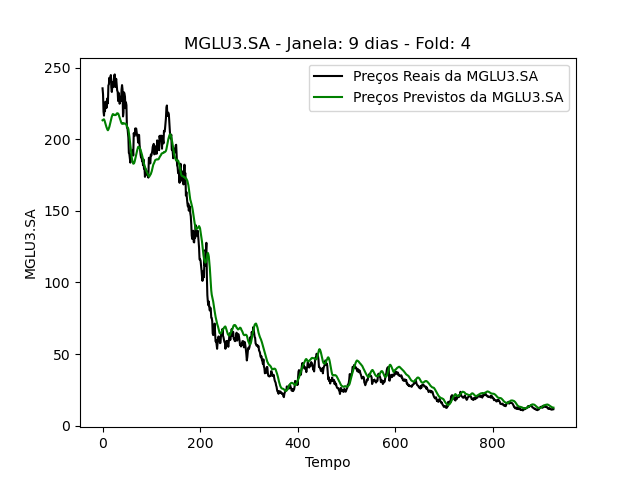 MGLU3.SA - Janela: 9 dias - Fold: 4
Preços Reais da MGLU3.SA
Preços Previstos da MGLU3.SA
250
200
150
100
50
0
MGLU3.SA
0 200 400 600 800
Tempo